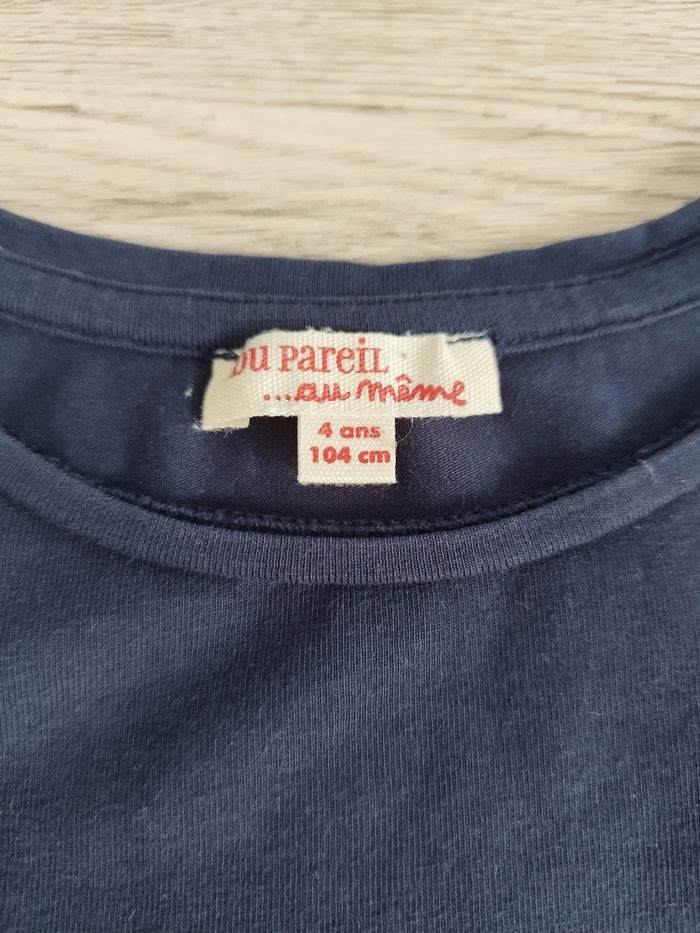 Du Pareil
...au même
4 ans
104 cm